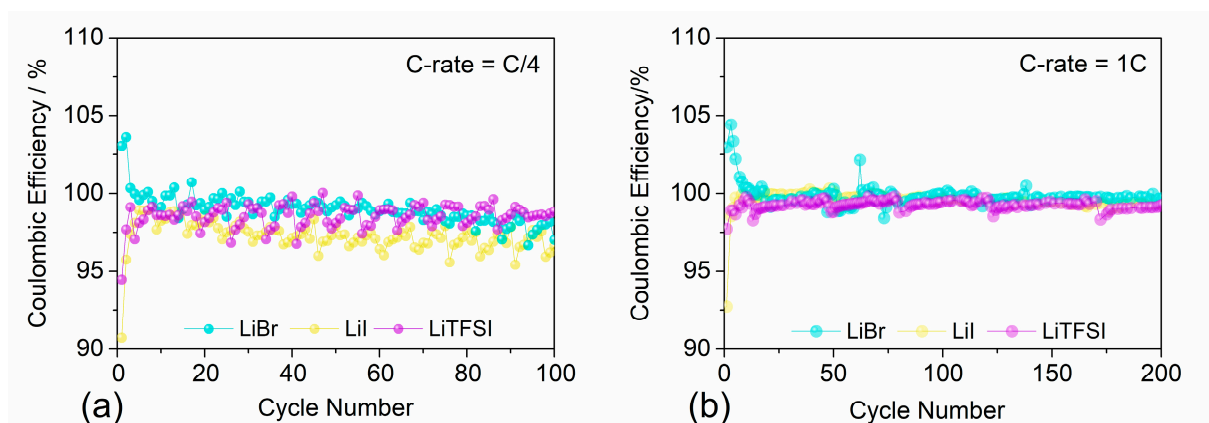 110
105
100
95
90
Coulombic Efficiency / %
C-rate = C/4
LiBr
LiI
LiTFSI
0
20
40
60
80
100
Cycle Number
(a)
110
105
100
95
90
Coulombic Efficiency/%
C-rate = 1C
LiBr
LiI
LiTFSI
0
50
100
150
200
Cycle Number
(b)